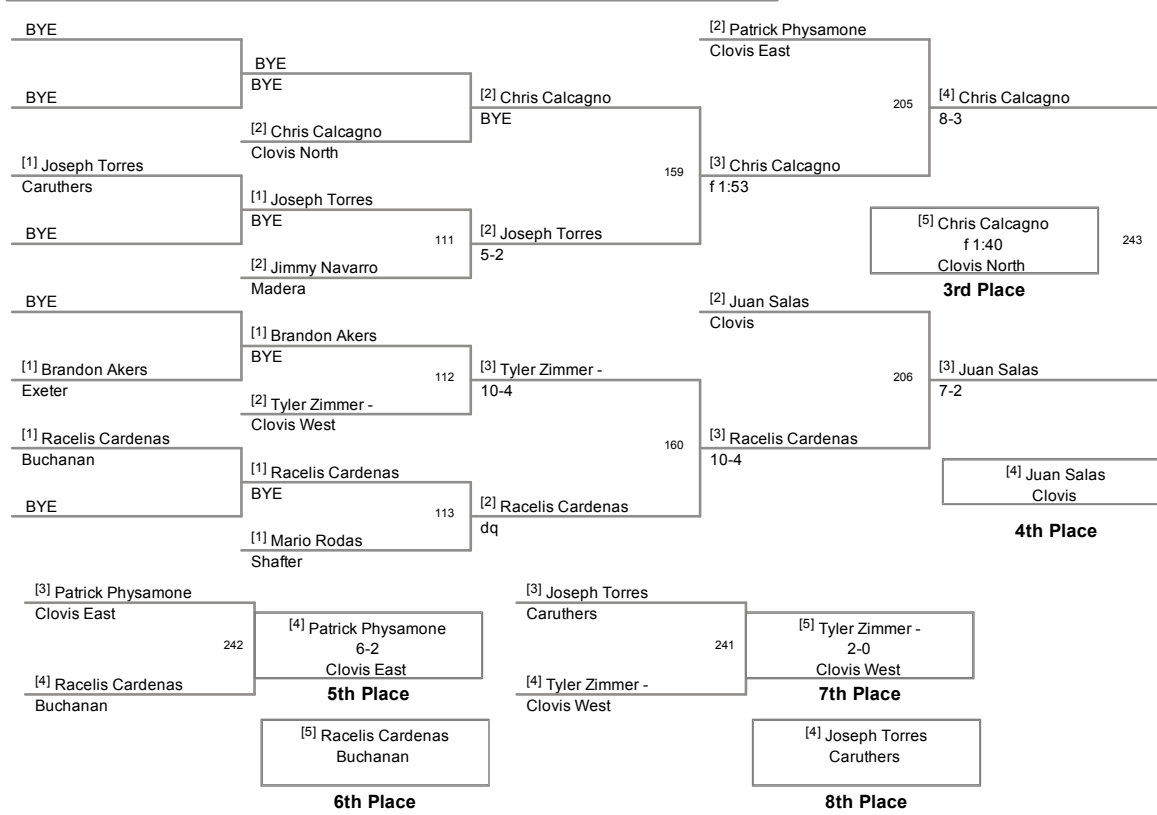 BYE
BYE
[1] Joseph Torres
Caruthers
BYE
BYE
[1] Brandon Akers
Exeter
[1] Racelis Cardenas
Buchanan
BYE
BYE
BYE
[2] Chris Calcagno
Clovis North
[1] Joseph Torres
BYE
111
[2] Jimmy Navarro
Madera
[1] Brandon Akers
BYE
112
[2] Tyler Zimmer -
Clovis West
[1] Racelis Cardenas
BYE
113
[1] Mario Rodas
Shafter
[2] Chris Calcagno
BYE
159
[2] Joseph Torres
5-2
[3] Tyler Zimmer -
10-4
160
[2] Racelis Cardenas
dq
[2] Patrick Physamone
Clovis East
205
[3] Chris Calcagno
f 1:53
[2] Juan Salas
Clovis
206
[3] Racelis Cardenas
10-4
[4] Chris Calcagno
8-3
[5] Chris Calcagno
f 1:40
Clovis North
243
3rd Place
[3] Juan Salas
7-2
[4] Juan Salas
Clovis
4th Place
[3] Patrick Physamone
Clovis East
242
[4] Racelis Cardenas
Buchanan
[4] Patrick Physamone
6-2
Clovis East
5th Place
[5] Racelis Cardenas
Buchanan
6th Place
[3] Joseph Torres
Caruthers
241
[4] Tyler Zimmer -
Clovis West
[5] Tyler Zimmer -
2-0
Clovis West
7th Place
[4] Joseph Torres
Caruthers
8th Place